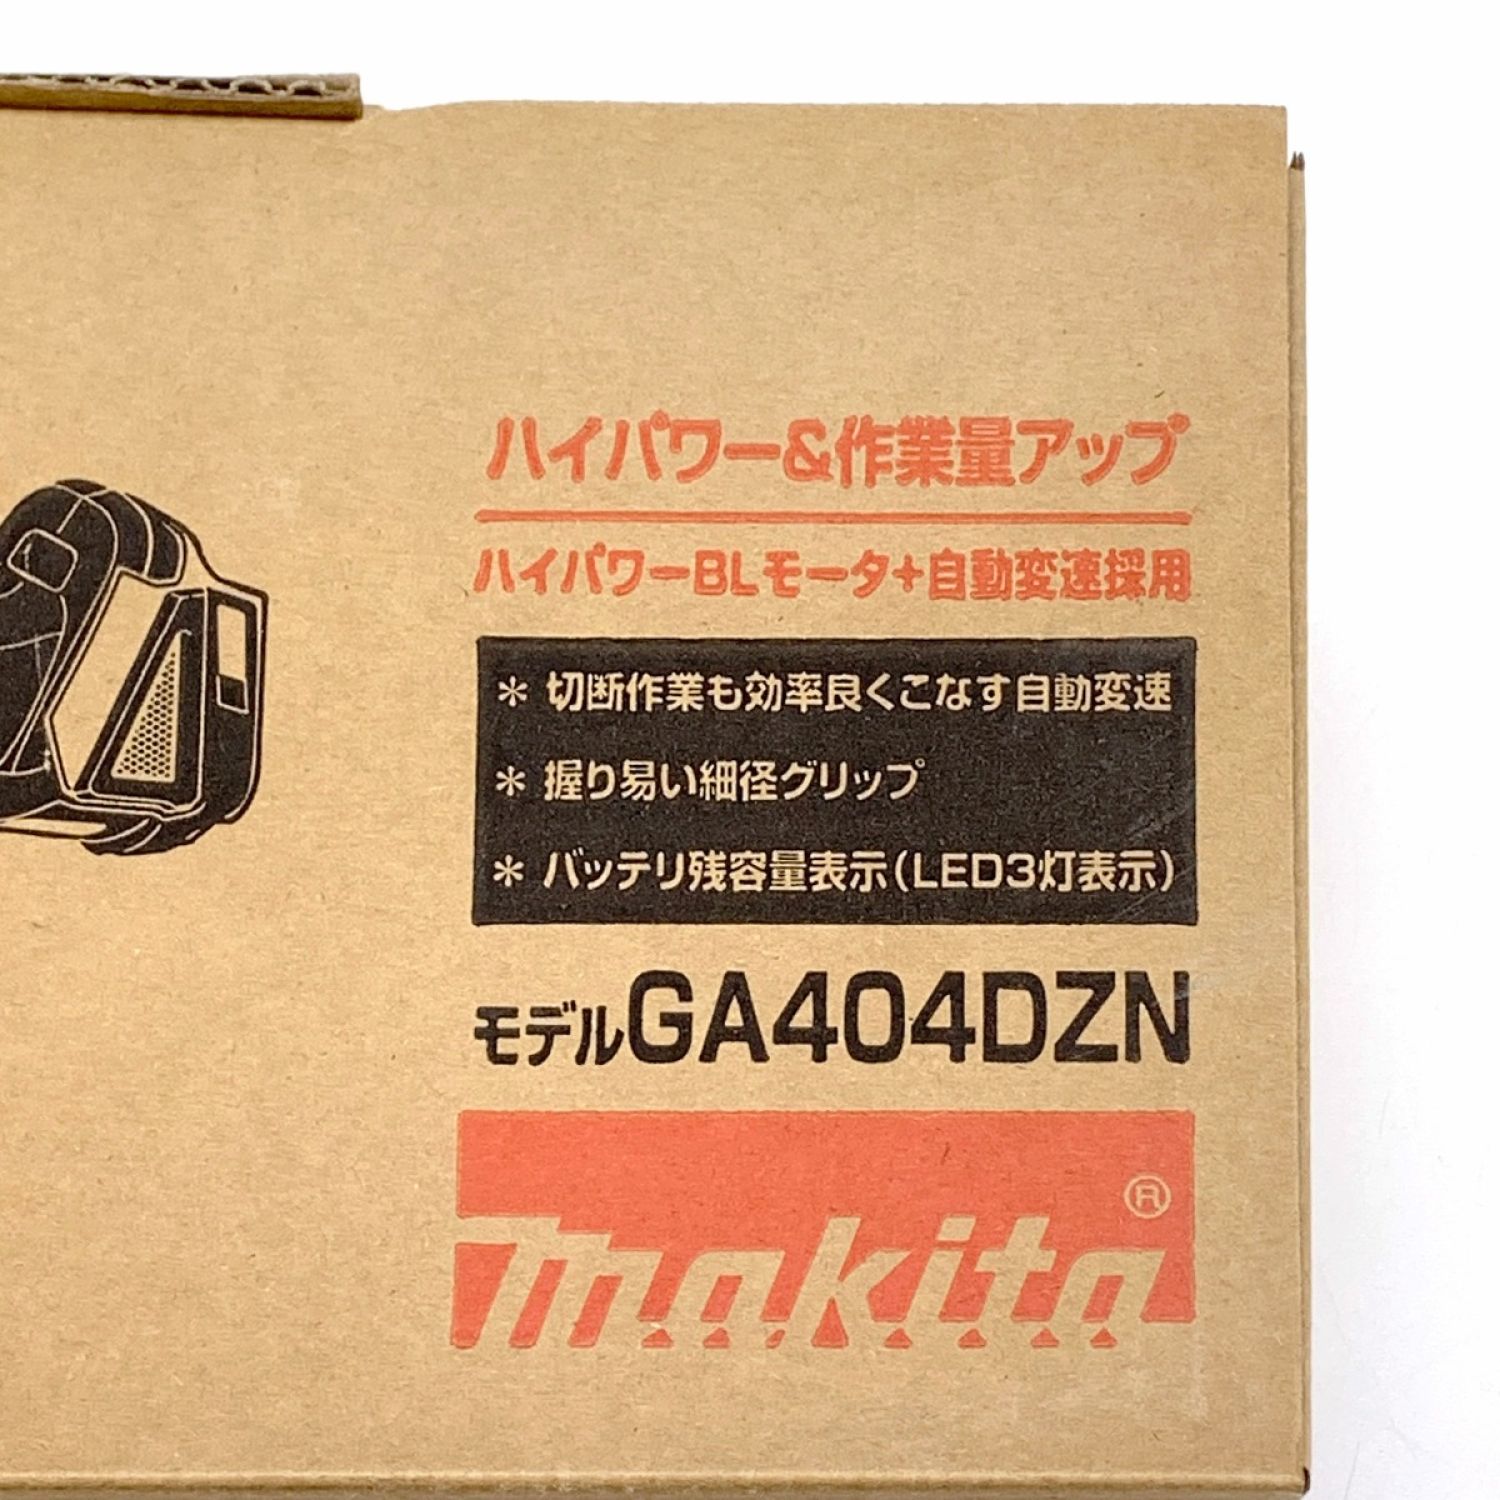 ハイパワー&作業量アップ
ハイパワーBLモータ+自動変速採用
＊ 切断作業も効率良くこなす自動変速
＊ 握り易い細径グリップ
＊ バッテリ残容量表示(LED3灯表示)
モデルGA404DZN
makita®